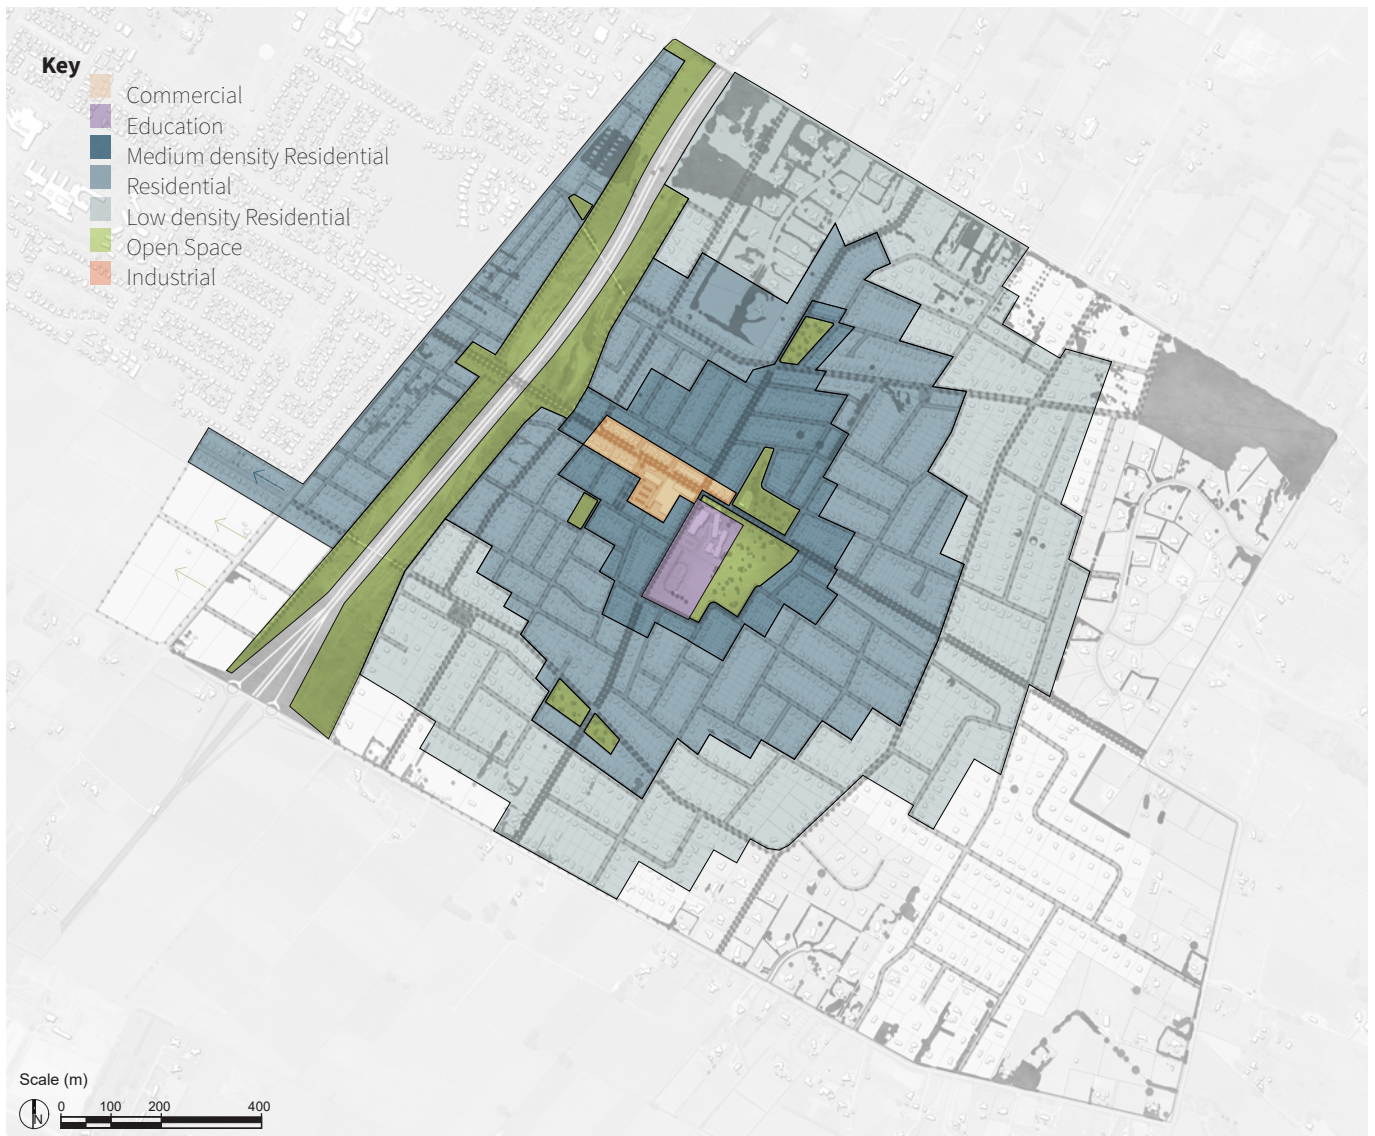 Key
Commercial
Education
Medium density Residential
Residential
Low density Residential
Open Space
Industrial
Scale (m)
N
0 100 200 400